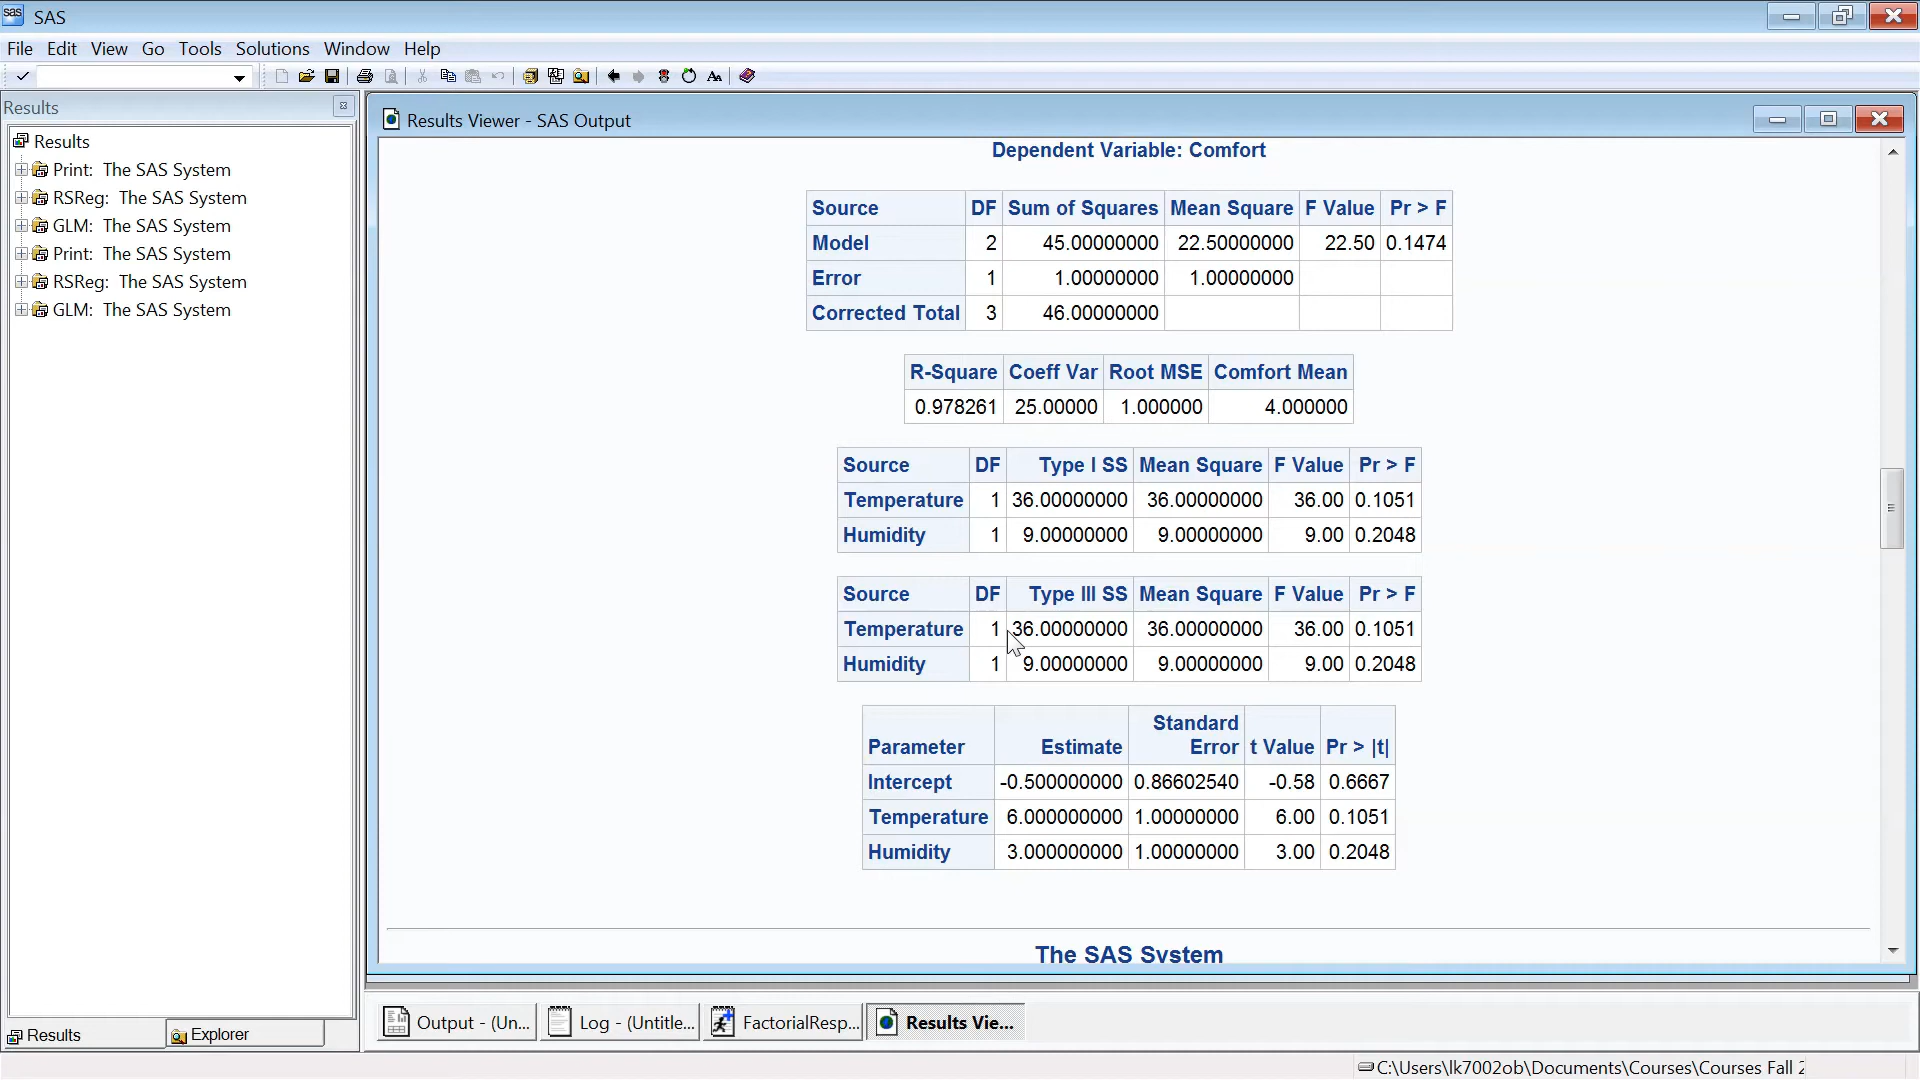 SAS
File Edit View Go Tools Solutions Window Help
Results
Results
Print: The SAS System
RSReg: The SAS System
GLM: The SAS System
Print: The SAS System
RSReg: The SAS System
GLM: The SAS System
Results Explorer
Results Viewer - SAS Output
Dependent Variable: Comfort
Source DF Sum of Squares Mean Square F Value Pr > F
Model 2 45.00000000 22.50000000 22.50 0.1474
Error 1 1.00000000 1.00000000
Corrected Total 3 46.00000000
R-Square Coeff Var Root MSE Comfort Mean
0.978261 25.00000 1.000000 4.000000
Source DF Type I SS Mean Square F Value Pr > F
Temperature 1 36.00000000 36.00000000 36.00 0.1051
Humidity 1 9.00000000 9.00000000 9.00 0.2048
Source DF Type III SS Mean Square F Value Pr > F
Temperature 1 36.00000000 36.00000000 36.00 0.1051
Humidity 1 9.00000000 9.00000000 9.00 0.2048
Parameter Estimate Standard Error t Value Pr > |t|
Intercept -0.500000000 0.86602540 -0.58 0.6667
Temperature 6.000000000 1.00000000 6.00 0.1051
Humidity 3.000000000 1.00000000 3.00 0.2048
The SAS System
Output - (Un... Log - (Untitle... FactorialResp... Results Vie...
C:\Users\lk7002ob\Documents\Courses\Courses Fall 2